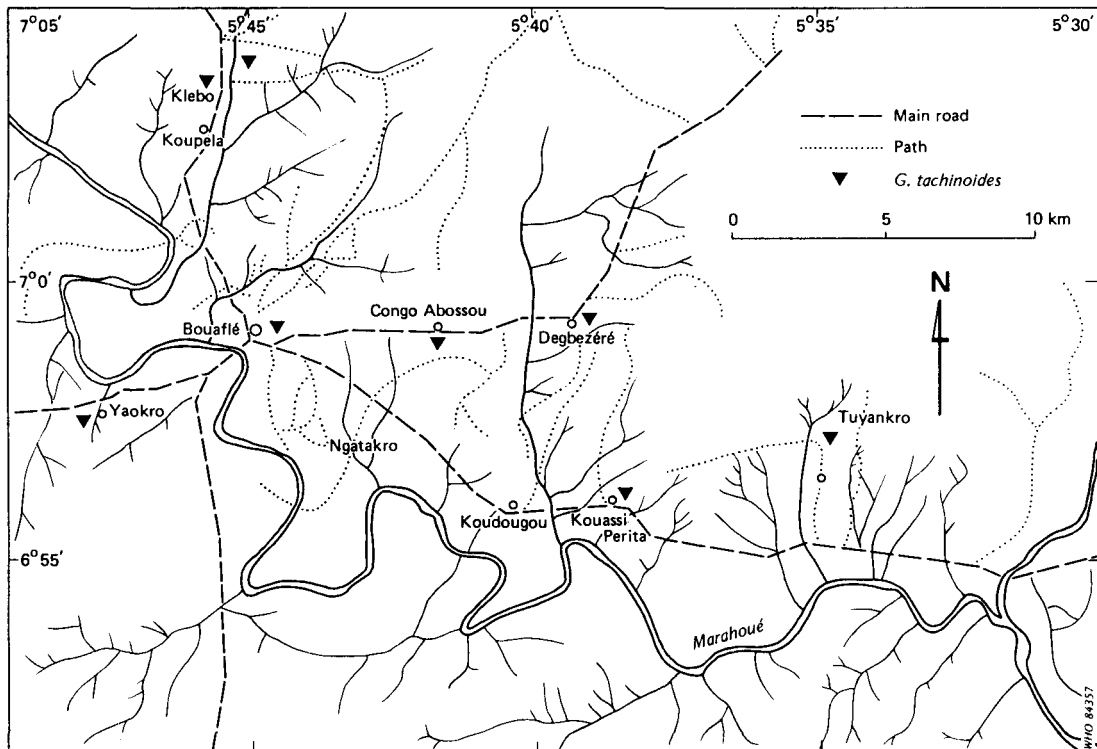 7°05′
5°45′
5°40′
5°35′
5°30′
Klebo
Koupela
Main road
Path
G. tachinoides
0 5 10 km
7°0′
N
Congo Abossou
Bouaflé
Degbezéré
Yaokro
Tuyankro
Ngatakro
Koudougou
Kouassi
Perita
6°55′
Marahoué
WHO 84357